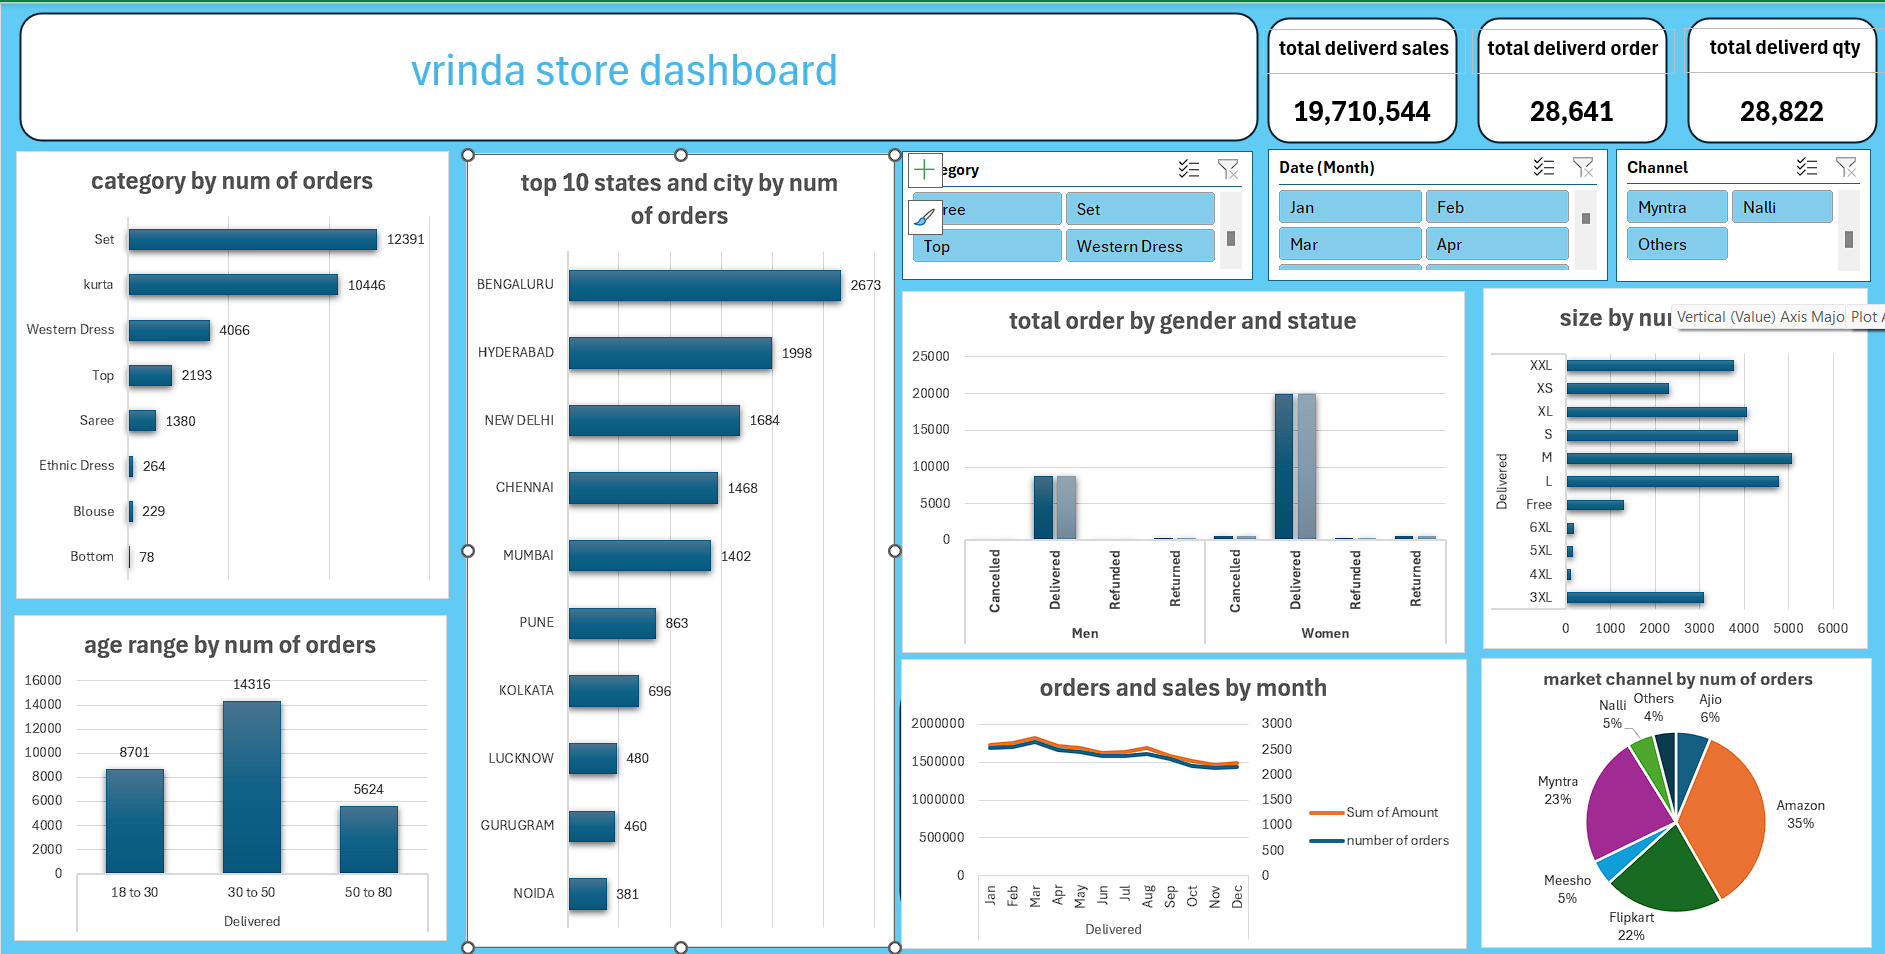 vrinda store dashboard
total deliverd sales
19,710,544
total deliverd order
28,641
total deliverd qty
28,822
category by num of orders
Set 12391
kurta 10446
Western Dress 4066
Top 2193
Saree 1380
Ethnic Dress 264
Blouse 229
Bottom 78
age range by num of orders
16000
14000
12000
10000
8000
6000
4000
2000
0
8701
14316
5624
18 to 30
30 to 50
50 to 80
Delivered
top 10 states and city by num
of orders
BENGALURU 2673
HYDERABAD 1998
NEW DELHI 1684
CHENNAI 1468
MUMBAI 1402
PUNE 863
KOLKATA 696
LUCKNOW 480
GURUGRAM 460
NOIDA 381
egory
ree
Set
Top
Western Dress
Date (Month)
Jan
Feb
Mar
Apr
Channel
Myntra
Nalli
Others
total order by gender and statue
25000
20000
15000
10000
5000
0
Cancelled
Delivered
Refunded
Returned
Cancelled
Delivered
Refunded
Returned
Men
Women
size by nu
Vertical (Value) Axis Majo
Plot A
XXL
XS
XL
S
M
L
Free
6XL
5XL
4XL
3XL
Delivered
0 1000 2000 3000 4000 5000 6000
orders and sales by month
2000000
1500000
1000000
500000
0
3000
2500
2000
1500
1000
500
0
Jan
Feb
Mar
Apr
May
Jun
Jul
Aug
Sep
Oct
Nov
Dec
Delivered
Sum of Amount
number of orders
market channel by num of orders
Nalli
5%
Others
4%
Ajio
6%
Myntra
23%
Amazon
35%
Meesho
5%
Flipkart
22%